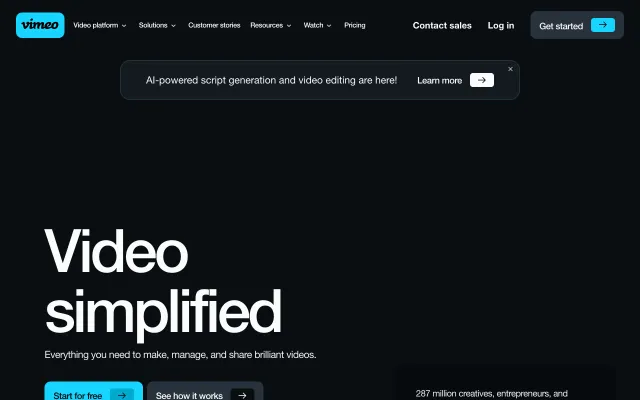 vimeo
Video platform
Solutions
Customer stories
Resources
Watch
Pricing
Contact sales
Log in
Get started
AI-powered script generation and video editing are here!
Learn more
Video
simplified
Everything you need to make, manage, and share brilliant videos.
Start for free
See how it works
287 million creatives, entrepreneurs, and